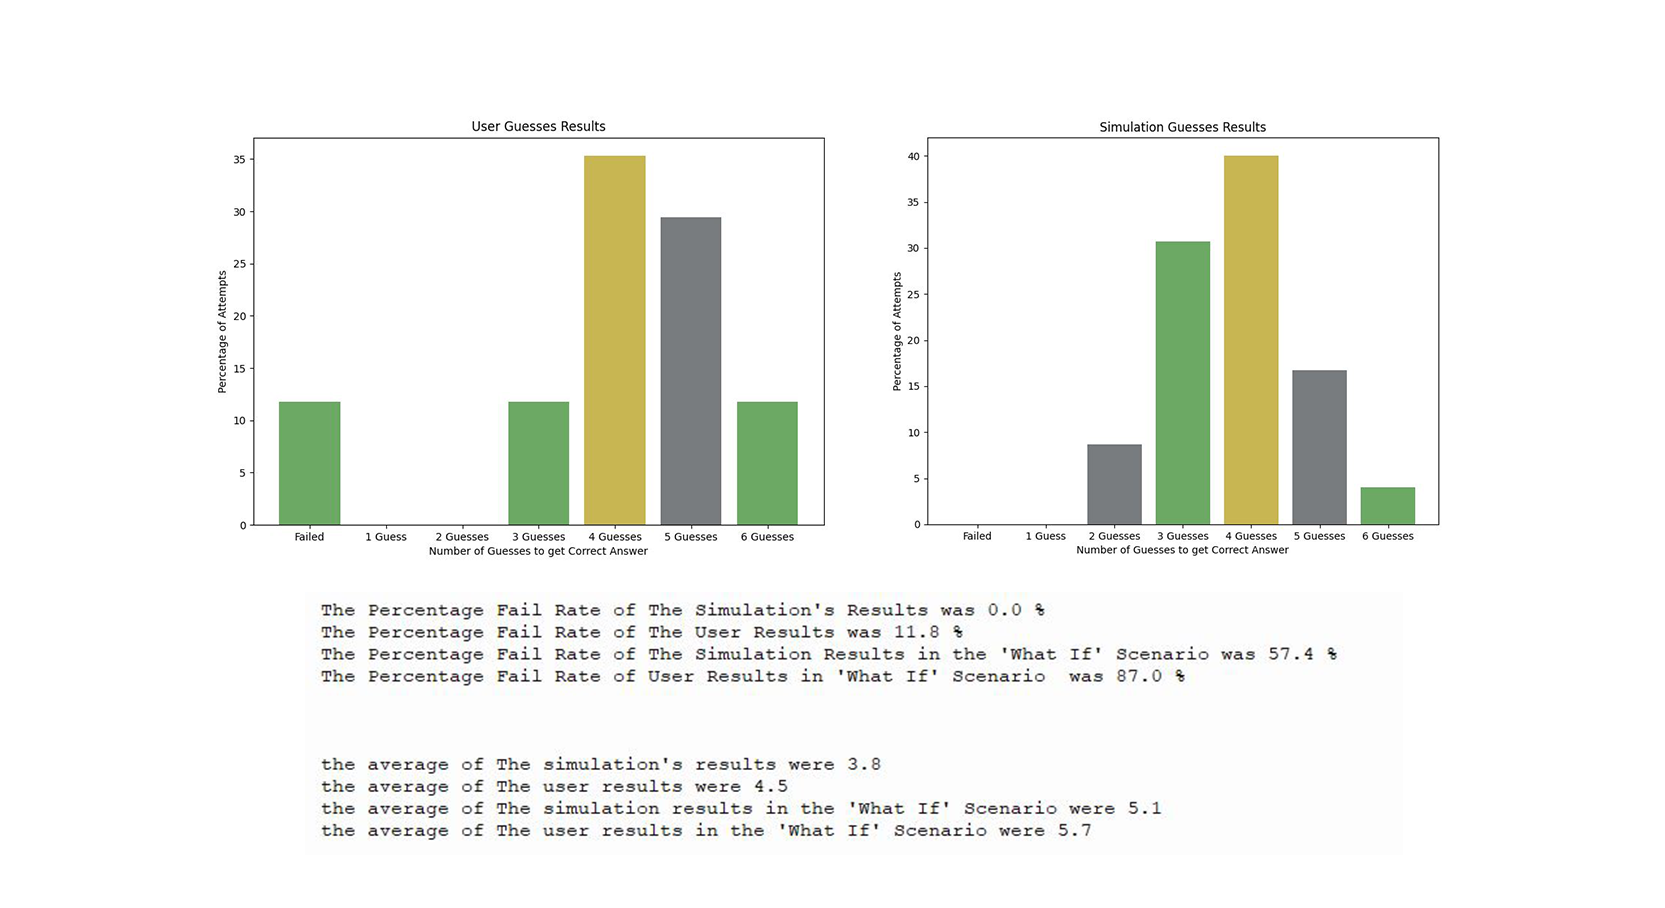 User Guesses Results
35
30
25
20
15
10
5
0
Percentage of Attempts
Failed 1 Guess 2 Guesses 3 Guesses 4 Guesses 5 Guesses 6 Guesses
Number of Guesses to get Correct Answer
Simulation Guesses Results
40
35
30
25
20
15
10
5
0
Percentage of Attempts
Failed 1 Guess 2 Guesses 3 Guesses 4 Guesses 5 Guesses 6 Guesses
Number of Guesses to get Correct Answer
The Percentage Fail Rate of The Simulation's Results was 0.0 %
The Percentage Fail Rate of The User Results was 11.8 %
The Percentage Fail Rate of The Simulation Results in the 'What If' Scenario was 57.4 %
The Percentage Fail Rate of User Results in 'What If' Scenario  was 87.0 %
the average of The simulation's results were 3.8
the average of The user results were 4.5
the average of The simulation results in the 'What If' Scenario were 5.1
the average of The user results in the 'What If' Scenario were 5.7